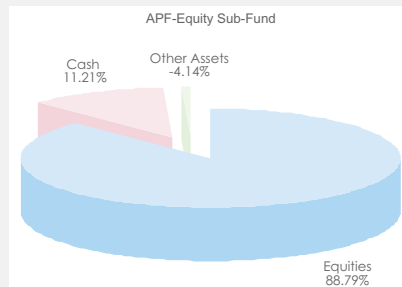 APF-Equity Sub-Fund
Cash
11.21%
Other Assets
-4.14%
Equities
88.79%